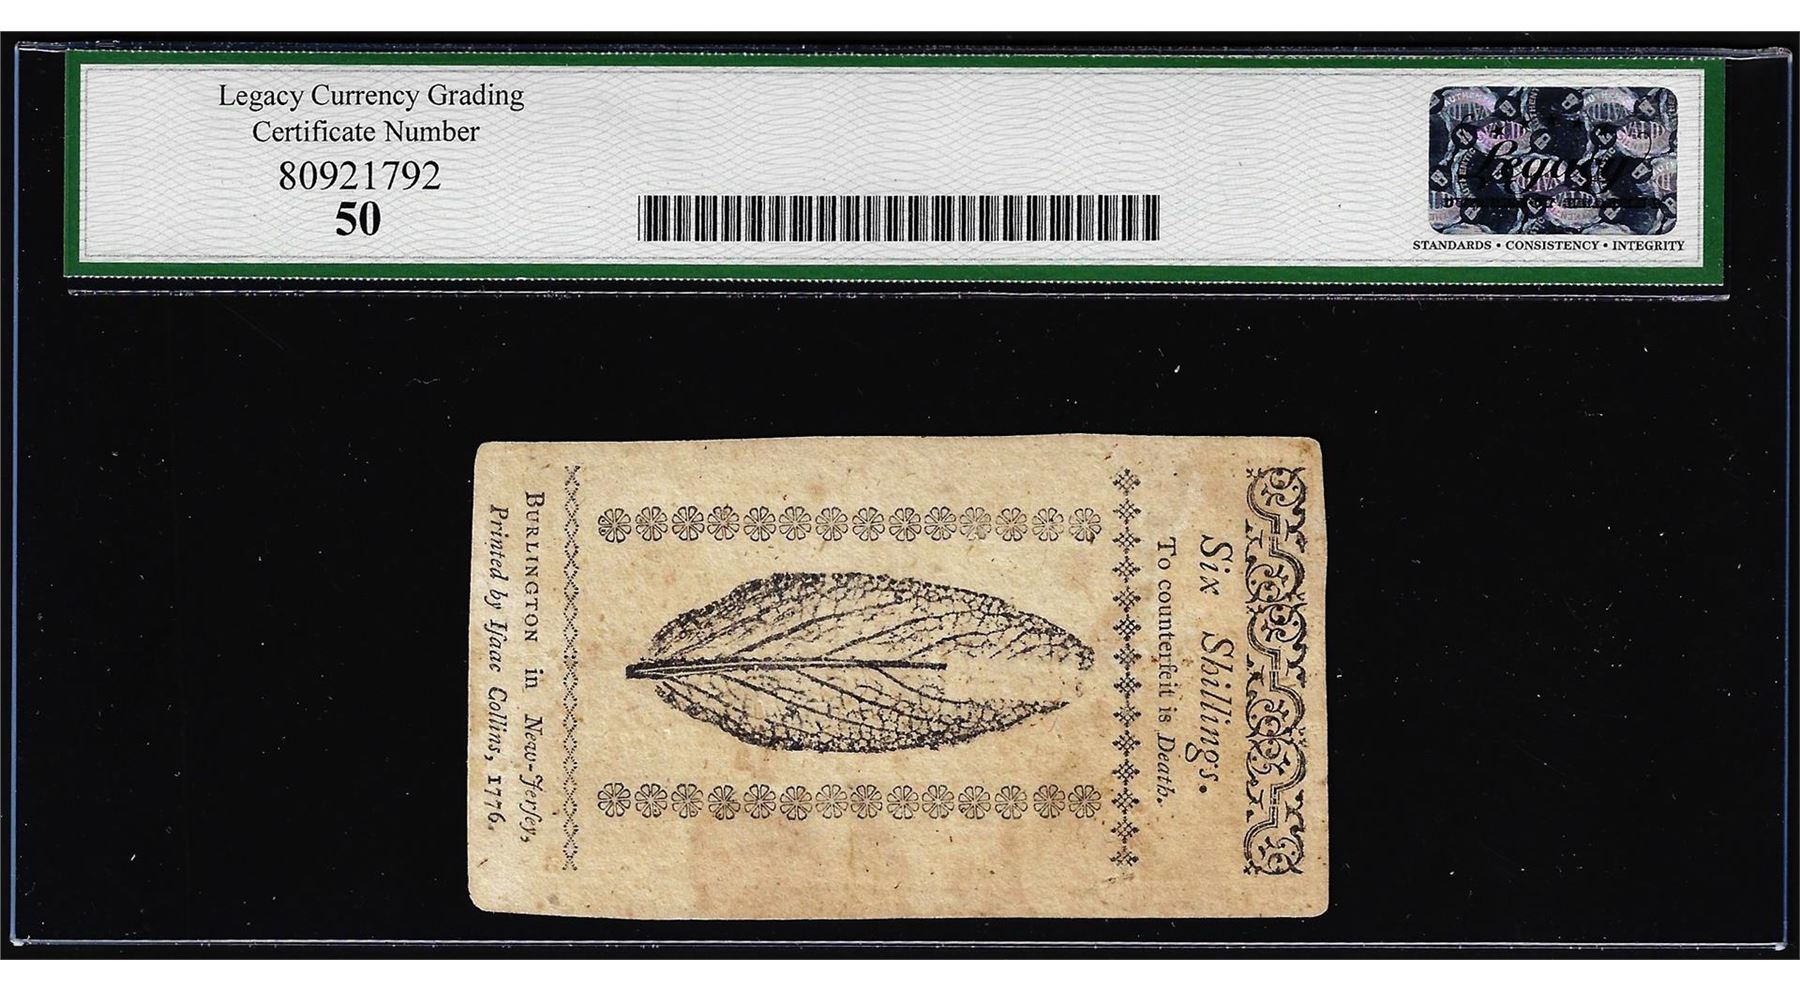 Legacy Currency Grading
Certificate Number
80921792
50
Legacy
STANDARDS • CONSISTENCY • INTEGRITY
Six Shillings.
To counterfeit is Death.
BURLINGTON in New-Jerſey,
Printed by Iſaac Collins, 1776.